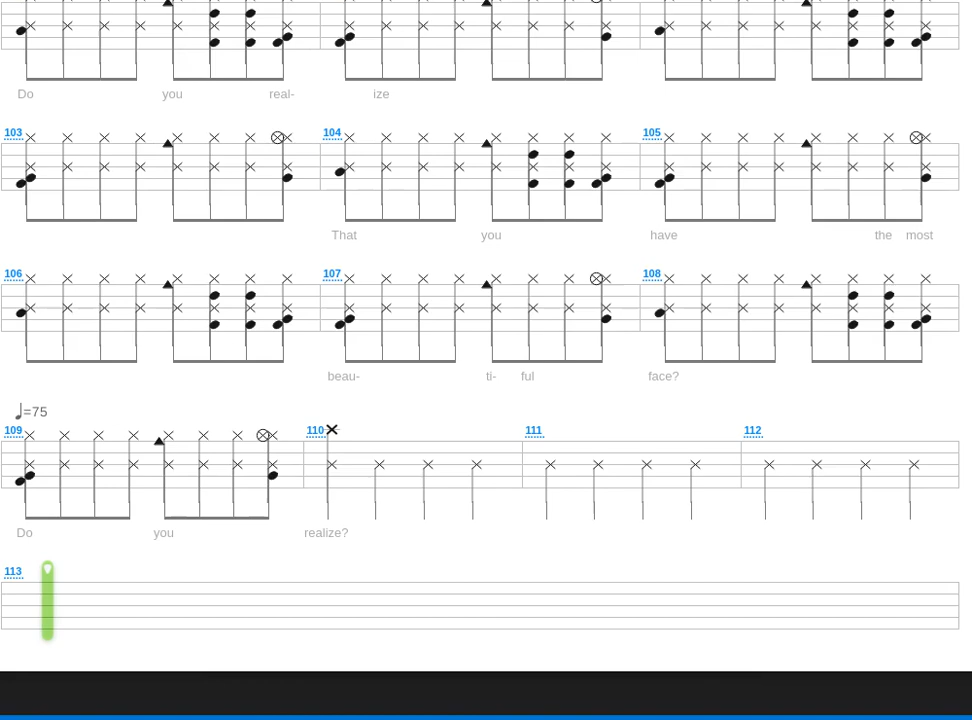 Do you real- ize
103 104 105
That you have the most
106 107 108
beau- ti- ful face?
♩=75
109 110 111 112
Do you realize?
113